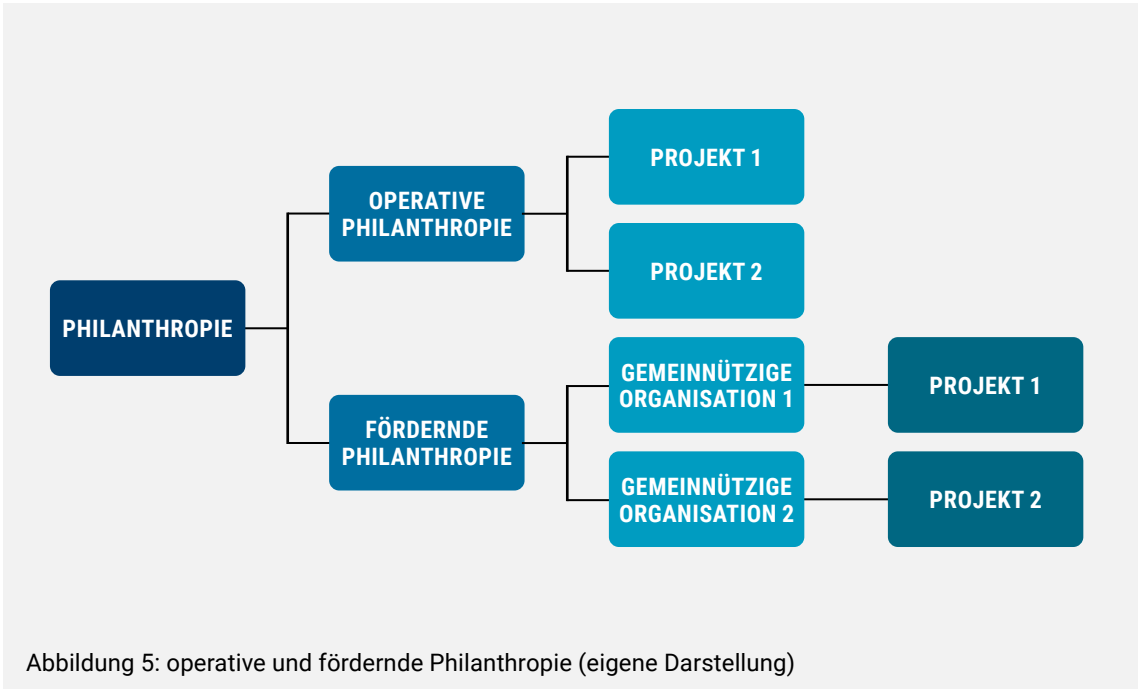 PHILANTHROPIE
OPERATIVE
PHILANTHROPIE
PROJEKT 1
PROJEKT 2
FÖRDERNDE
PHILANTHROPIE
GEMEINNÜTZIGE
ORGANISATION 1
PROJEKT 1
GEMEINNÜTZIGE
ORGANISATION 2
PROJEKT 2
Abbildung 5: operative und fördernde Philanthropie (eigene Darstellung)